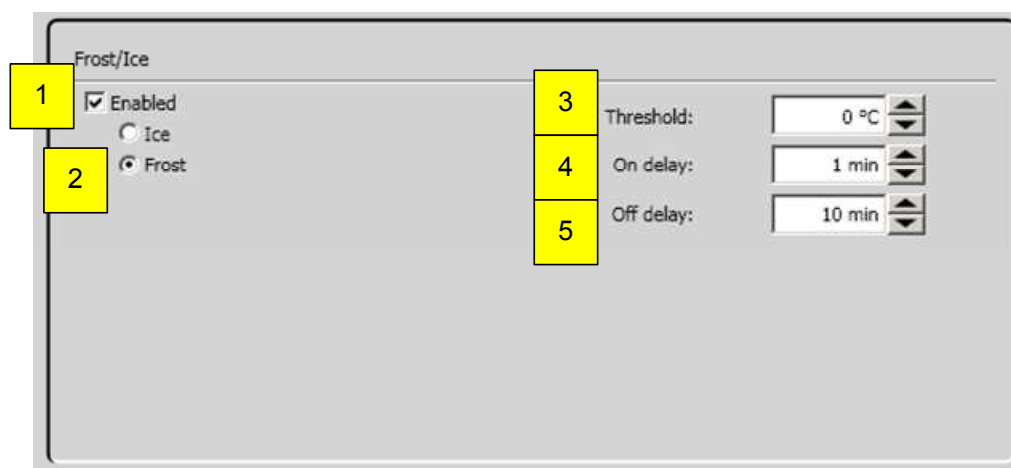 Frost/Ice
1
Enabled
Ice
2
Frost
3
Threshold:
0 °C
4
On delay:
1 min
5
Off delay:
10 min